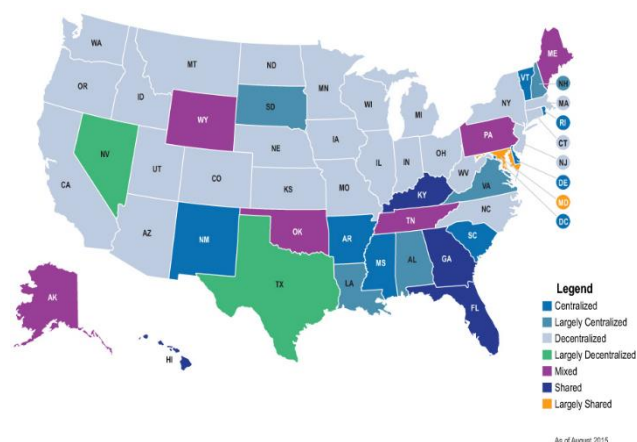 WA
MT
ND
ME
OR
ID
MN
VT
NH
WY
SD
WI
MI
NY
MA
RI
NV
UT
NE
IA
PA
CT
NJ
CA
CO
IL
IN
OH
WV
DE
KS
MO
KY
VA
MD
DC
AZ
NM
OK
AR
TN
NC
SC
TX
LA
MS
AL
GA
FL
AK
HI
Legend
Centralized
Largely Centralized
Decentralized
Largely Decentralized
Mixed
Shared
Largely Shared
As of August 2015